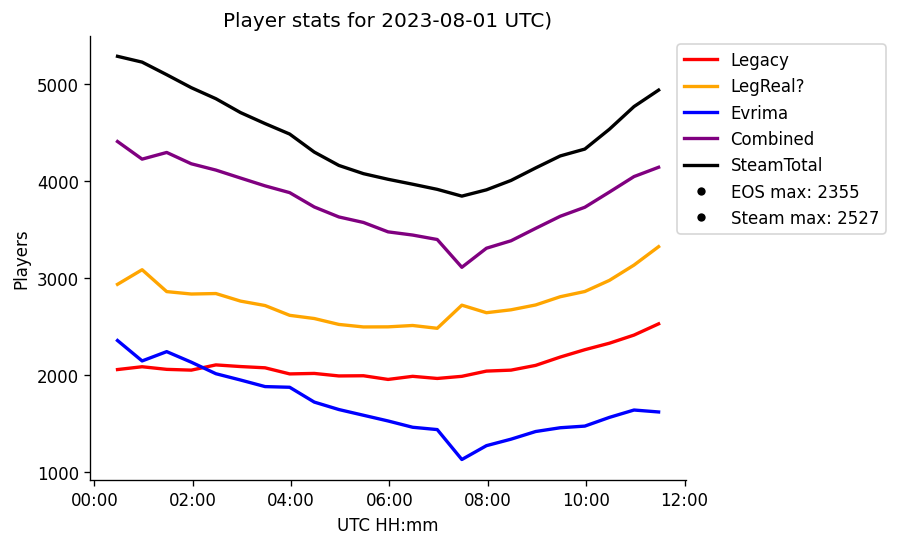 Player stats for 2023-08-01 UTC)
Legacy
LegReal?
Evrima
Combined
SteamTotal
EOS max: 2355
Steam max: 2527
Players
5000
4000
3000
2000
1000
00:00 02:00 04:00 06:00 08:00 10:00 12:00
UTC HH:mm